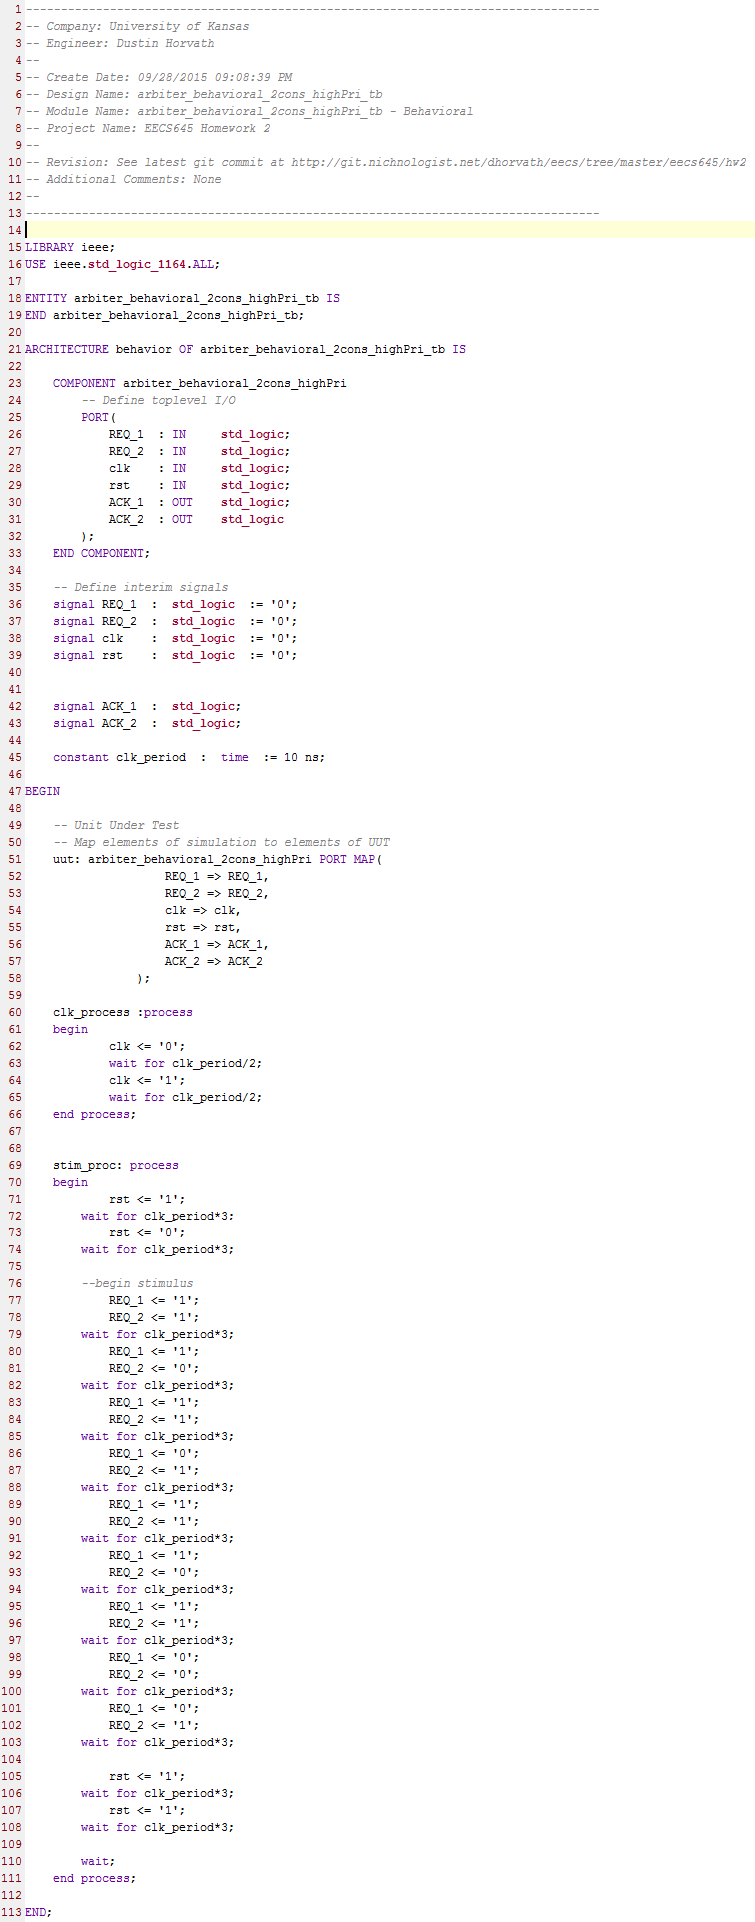 1 ----------------------------------------------------------------------------------
2 -- Company: University of Kansas
3 -- Engineer: Dustin Horvath
4 --
5 -- Create Date: 09/28/2015 09:08:39 PM
6 -- Design Name: arbiter_behavioral_2cons_highPri_tb
7 -- Module Name: arbiter_behavioral_2cons_highPri_tb - Behavioral
8 -- Project Name: EECS645 Homework 2
9 --
10 -- Revision: See latest git commit at http://git.nichnologist.net/dhorvath/eecs/tree/master/eecs645/hw2
11 -- Additional Comments: None
12 --
13 ----------------------------------------------------------------------------------
14
15 LIBRARY ieee;
16 USE ieee.std_logic_1164.ALL;
17
18 ENTITY arbiter_behavioral_2cons_highPri_tb IS
19 END arbiter_behavioral_2cons_highPri_tb;
20
21 ARCHITECTURE behavior OF arbiter_behavioral_2cons_highPri_tb IS
22
23     COMPONENT arbiter_behavioral_2cons_highPri
24         -- Define toplevel I/O
25         PORT(
26             REQ_1  : IN     std_logic;
27             REQ_2  : IN     std_logic;
28             clk    : IN     std_logic;
29             rst    : IN     std_logic;
30             ACK_1  : OUT    std_logic;
31             ACK_2  : OUT    std_logic
32         );
33     END COMPONENT;
34
35     -- Define interim signals
36     signal REQ_1  :  std_logic  := '0';
37     signal REQ_2  :  std_logic  := '0';
38     signal clk    :  std_logic  := '0';
39     signal rst    :  std_logic  := '0';
40
41
42     signal ACK_1  :  std_logic;
43     signal ACK_2  :  std_logic;
44
45     constant clk_period  :  time  := 10 ns;
46
47 BEGIN
48
49     -- Unit Under Test
50     -- Map elements of simulation to elements of UUT
51     uut: arbiter_behavioral_2cons_highPri PORT MAP(
52                     REQ_1 => REQ_1,
53                     REQ_2 => REQ_2,
54                     clk => clk,
55                     rst => rst,
56                     ACK_1 => ACK_1,
57                     ACK_2 => ACK_2
58                 );
59
60     clk_process :process
61     begin
62             clk <= '0';
63             wait for clk_period/2;
64             clk <= '1';
65             wait for clk_period/2;
66     end process;
67
68
69     stim_proc: process
70     begin
71             rst <= '1';
72         wait for clk_period*3;
73             rst <= '0';
74         wait for clk_period*3;
75
76         --begin stimulus
77             REQ_1 <= '1';
78             REQ_2 <= '1';
79         wait for clk_period*3;
80             REQ_1 <= '1';
81             REQ_2 <= '0';
82         wait for clk_period*3;
83             REQ_1 <= '1';
84             REQ_2 <= '1';
85         wait for clk_period*3;
86             REQ_1 <= '0';
87             REQ_2 <= '1';
88         wait for clk_period*3;
89             REQ_1 <= '1';
90             REQ_2 <= '1';
91         wait for clk_period*3;
92             REQ_1 <= '1';
93             REQ_2 <= '0';
94         wait for clk_period*3;
95             REQ_1 <= '1';
96             REQ_2 <= '1';
97         wait for clk_period*3;
98             REQ_1 <= '0';
99             REQ_2 <= '0';
100         wait for clk_period*3;
101             REQ_1 <= '0';
102             REQ_2 <= '1';
103         wait for clk_period*3;
104
105             rst <= '1';
106         wait for clk_period*3;
107             rst <= '1';
108         wait for clk_period*3;
109
110         wait;
111     end process;
112
113 END;